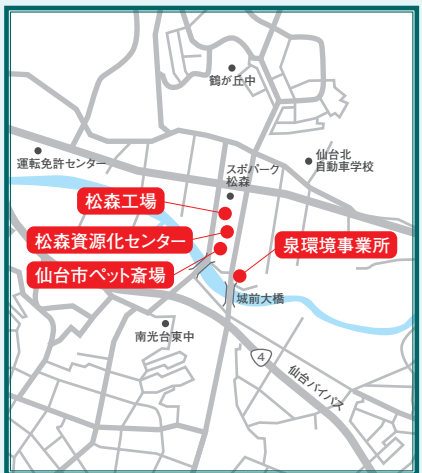 鶴が丘中
運転免許センター
スポパーク
松森
仙台北
自動車学校
松森工場
松森資源化センター
仙台市ペット斎場
泉環境事業所
城前大橋
南光台東中
4
仙台バイパス